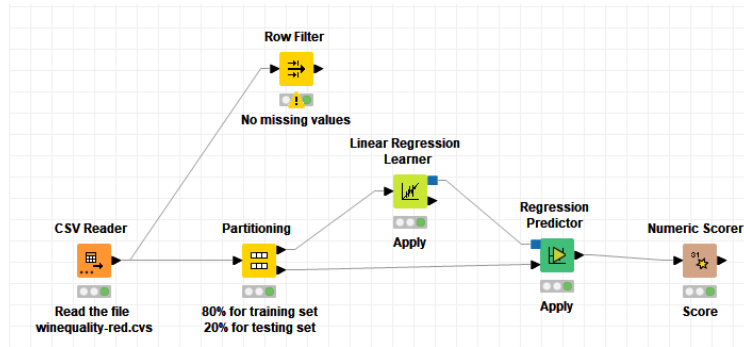 Row Filter
No missing values
Linear Regression
Learner
Apply
Regression
Predictor
Apply
CSV Reader
Read the file
winequality-red.cvs
Partitioning
80% for training set
20% for testing set
Numeric Scorer
31
Score